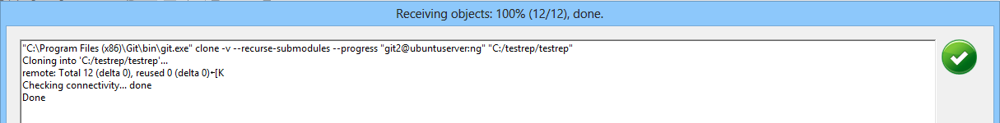 Receiving objects: 100% (12/12), done.
"C:\Program Files (x86)\Git\bin\git.exe" clone -v --recurse-submodules --progress "git2@ubuntuserver:ng" "C:/testrep/testrep"
Cloning into 'C:/testrep/testrep'...
remote: Total 12 (delta 0), reused 0 (delta 0)←[K
Checking connectivity... done
Done